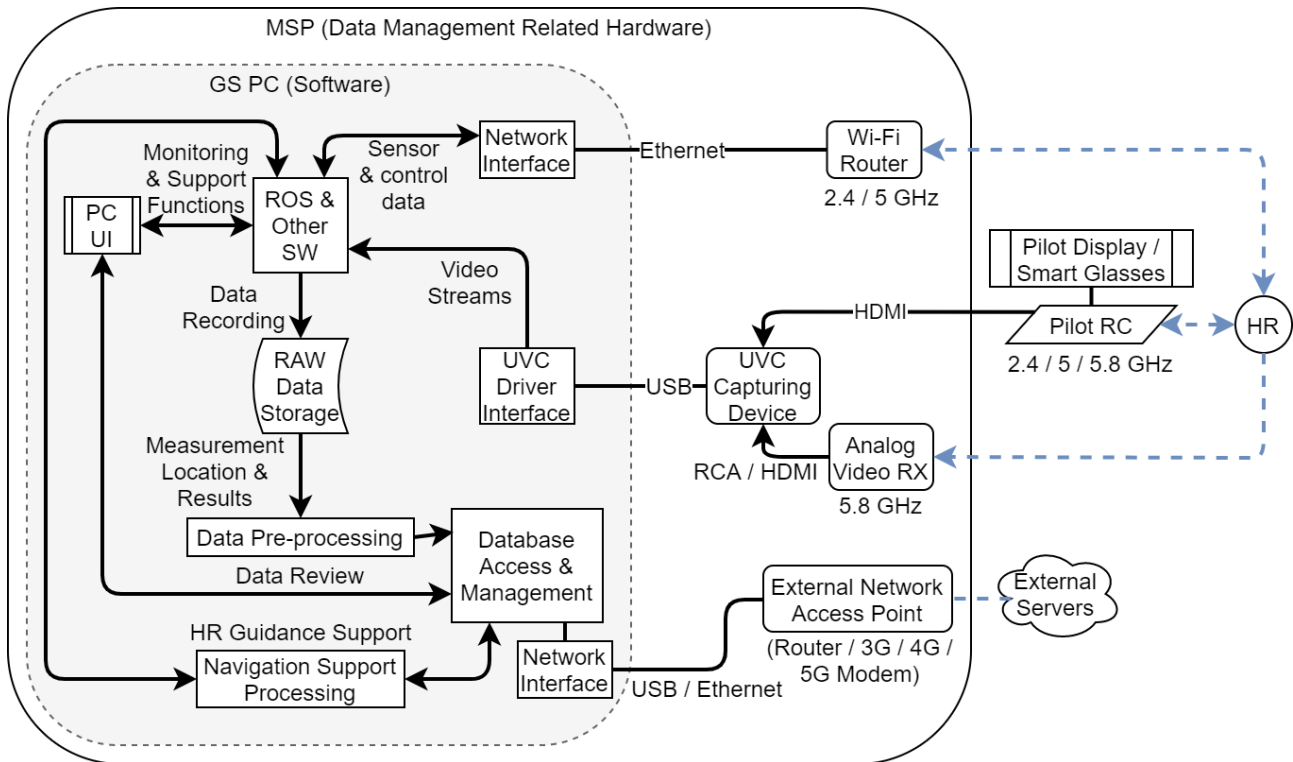 MSP (Data Management Related Hardware)
GS PC (Software)
Monitoring
& Support
Functions
Sensor
& control
data
Network
Interface
Ethernet
Wi-Fi
Router
2.4 / 5 GHz
PC
UI
ROS &
Other
SW
Video
Streams
Pilot Display /
Smart Glasses
HDMI
Pilot RC
2.4 / 5 / 5.8 GHz
HR
Data
Recording
RAW
Data
Storage
UVC
Driver
Interface
USB
UVC
Capturing
Device
Analog
Video RX
RCA / HDMI
5.8 GHz
Measurement
Location &
Results
Data Pre-processing
Database
Access &
Management
Data Review
External Network
Access Point
(Router / 3G / 4G /
5G Modem)
External
Servers
HR Guidance Support
Navigation Support
Processing
Network
Interface
USB / Ethernet